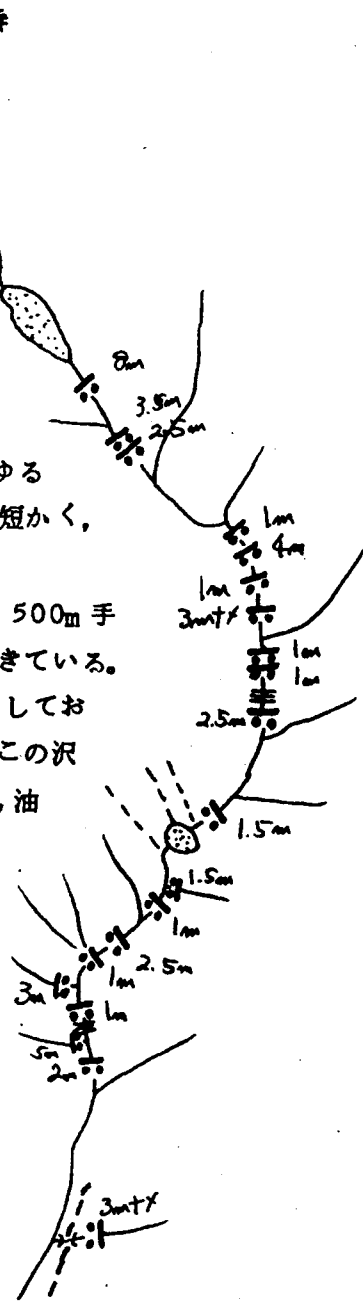 8m
3.5m
2.5m
ゆる
短かく,
1m
4m
1m
3m+x
500m 手
きている。
1m
1m
してお
2.5m
この沢
油
1.5m
1.5m
1m
2.5m
1m
3m
1m
5m
2m
3m+x